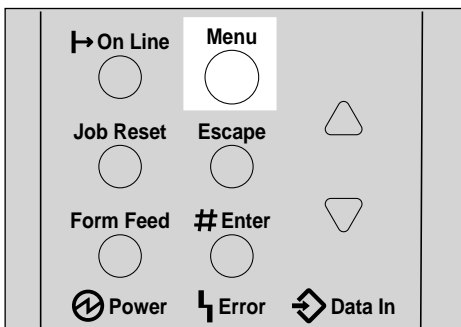 On Line Menu
Job Reset Escape
Form Feed # Enter
Power Error Data In